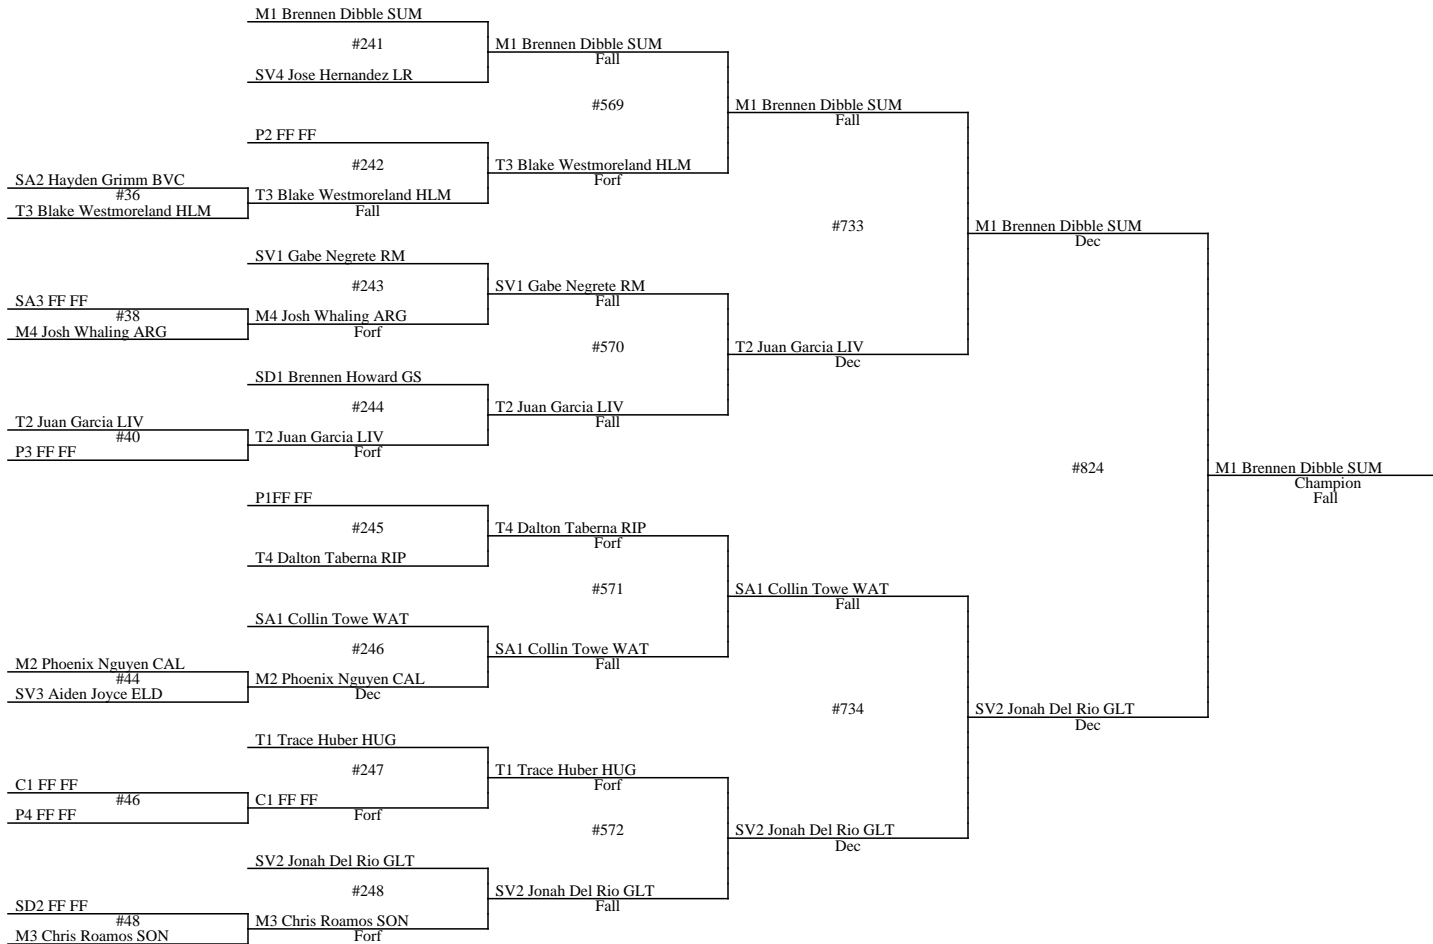 M1 Brennen Dibble SUM
#241
M1 Brennen Dibble SUM
Fall
SV4 Jose Hernandez LR
#569
M1 Brennen Dibble SUM
Fall
P2 FF FF
#242
T3 Blake Westmoreland HLM
Forf
SA2 Hayden Grimm BVC
#36
T3 Blake Westmoreland HLM
Fall
T3 Blake Westmoreland HLM
#733
M1 Brennen Dibble SUM
Dec
SV1 Gabe Negrete RM
#243
SV1 Gabe Negrete RM
Fall
SA3 FF FF
#38
M4 Josh Whaling ARG
Forf
M4 Josh Whaling ARG
#570
T2 Juan Garcia LIV
Dec
SD1 Brennen Howard GS
#244
T2 Juan Garcia LIV
Fall
T2 Juan Garcia LIV
#40
T2 Juan Garcia LIV
Forf
P3 FF FF
#824
M1 Brennen Dibble SUM
Champion
Fall
P1FF FF
#245
T4 Dalton Taberna RIP
Forf
T4 Dalton Taberna RIP
#571
SA1 Collin Towe WAT
Fall
SA1 Collin Towe WAT
#246
SA1 Collin Towe WAT
Fall
M2 Phoenix Nguyen CAL
#44
M2 Phoenix Nguyen CAL
Dec
SV3 Aiden Joyce ELD
#734
SV2 Jonah Del Rio GLT
Dec
T1 Trace Huber HUG
#247
T1 Trace Huber HUG
Forf
C1 FF FF
#46
C1 FF FF
Forf
P4 FF FF
#572
SV2 Jonah Del Rio GLT
Dec
SV2 Jonah Del Rio GLT
#248
SV2 Jonah Del Rio GLT
Fall
SD2 FF FF
#48
M3 Chris Roamos SON
Forf
M3 Chris Roamos SON